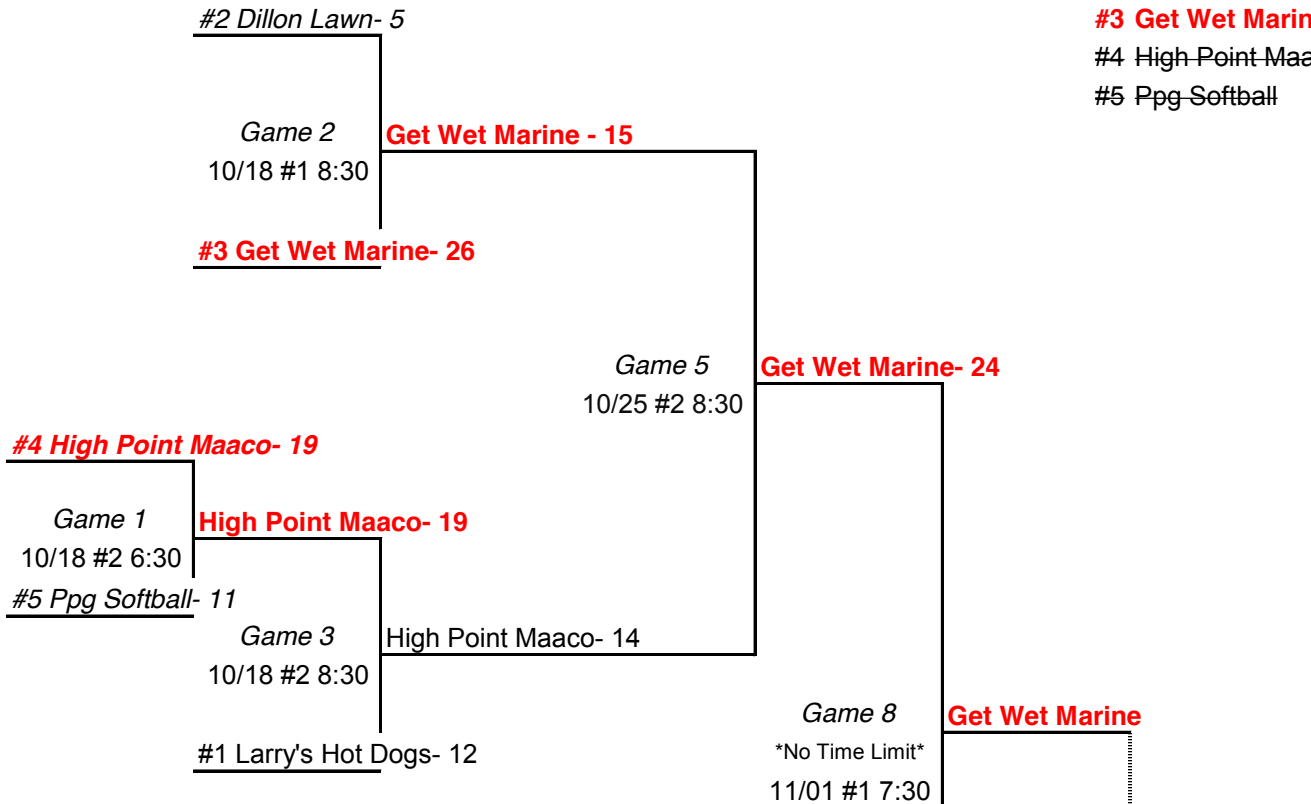 #2 Dillon Lawn- 5
#3 Get Wet Marin
#4 High Point Maa
#5 Ppg Softball
Game 2
Get Wet Marine - 15
10/18 #1 8:30
#3 Get Wet Marine- 26
Game 5
Get Wet Marine- 24
10/25 #2 8:30
#4 High Point Maaco- 19
Game 1
High Point Maaco- 19
10/18 #2 6:30
#5 Ppg Softball- 11
Game 3
High Point Maaco- 14
10/18 #2 8:30
Game 8
Get Wet Marine
#1 Larry's Hot Dogs- 12
*No Time Limit*
11/01 #1 7:30